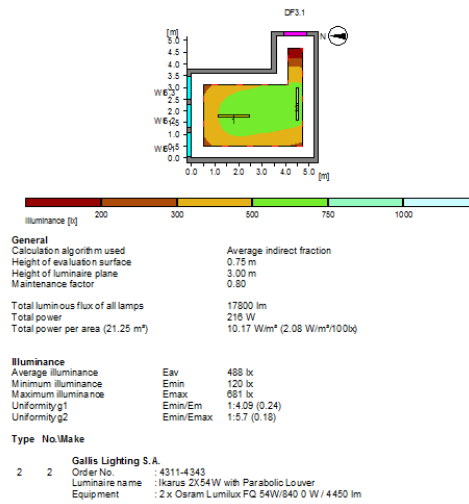 DF3.1
[m]
N
5.0
4.5
4.0
3.5
3.0
2.5
2.0
1.5
1.0
0.5
0.0
0.0 1.0 2.0 3.0 4.0 5.0
[m]
Illuminance [lx]
200 300 500 750 1000
General
Calculation algorithm used Average indirect fraction
Height of evaluation surface 0.75 m
Height of luminaire plane 3.00 m
Maintenance factor 0.80
Total luminous flux of all lamps 17800 lm
Total power 216 W
Total power per area (21.25 m²) 10.17 W/m² (2.08 W/m²/100lx)
Illuminance
Average illuminance Eav 488 lx
Minimum illuminance Emin 120 lx
Maximum illuminance Emax 681 lx
Uniformity g1 Emin/Em 1:4.09 (0.24)
Uniformity g2 Emin/Emax 1:5.7 (0.18)
Type No.\Make
Gallis Lighting S.A.
2 2 Order No. : 4311-4343
Luminaire name : Ikarus 2X54W with Parabolic Louver
Equipment : 2 x Osram Lumilux FQ 54W/840 0 W / 4450 lm